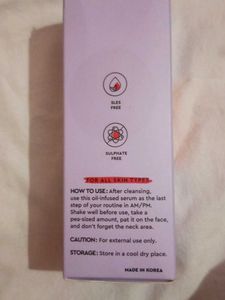 SLES
FREE
SULPHATE
FREE
FOR ALL SKIN TYPES
HOW TO USE: After cleansing,
use this oil-infused serum as the last
step of your routine in AM/PM.
Shake well before use, take a
pea-sized amount, pat it on the face,
and don't forget the neck area.
CAUTION: For external use only.
STORAGE: Store in a cool dry place.
MADE IN KOREA